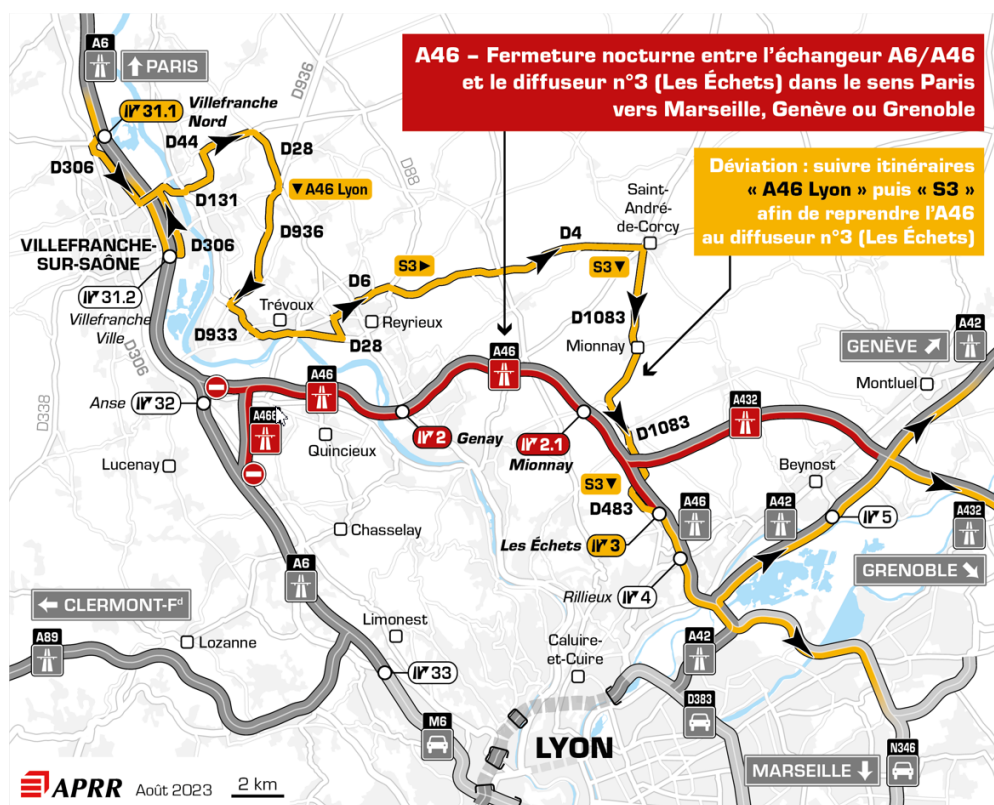 A6
PARIS
D936
A46 – Fermeture nocturne entre l'échangeur A6/A46
et le diffuseur n°3 (Les Échets) dans le sens Paris
vers Marseille, Genève ou Grenoble
31.1
Villefranche
Nord
D44
D28
D306
D88
Déviation : suivre itinéraires
« A46 Lyon » puis « S3 »
afin de reprendre l'A46
au diffuseur n°3 (Les Échets)
▼A46 Lyon
D131
Saint-
André-
de-Corcy
D936
D4
VILLEFRANCHE-
SUR-SAÔNE
D306
S3►
S3▼
31.2
Villefranche
Ville
Trévoux
D6
D933
Reyrieux
D28
D1083
Mionnay
D306
A46
GENÈVE
A42
Montluel
D338
Anse
32
A46
A466
2
Genay
2.1
Mionnay
A432
D1083
Lucenay
Quincieux
Beynost
S3▼
D483
A46
A42
5
A432
Chasselay
Les Échets
3
A6
GRENOBLE
CLERMONT-Fd
Rillieux
4
Limonest
A89
Lozanne
Caluire-
et-Cuire
A42
33
D383
M6
LYON
MARSEILLE
N346
APRR
Août 2023
2 km